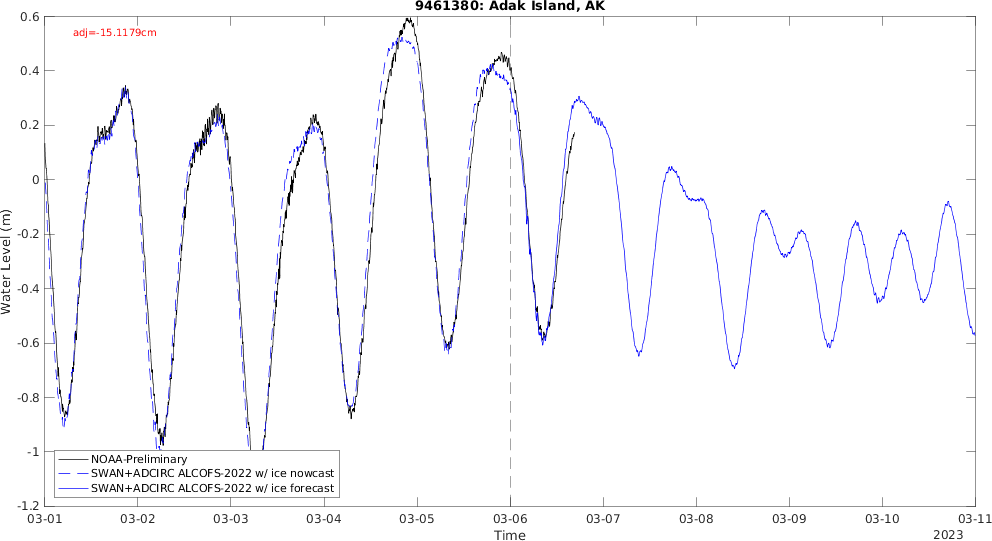 9461380: Adak Island, AK
adj=-15.1179cm
0.6
0.4
0.2
0
-0.2
-0.4
-0.6
-0.8
-1
-1.2
Water Level (m)
NOAA-Preliminary
SWAN+ADCIRC ALCOFS-2022 w/ ice nowcast
SWAN+ADCIRC ALCOFS-2022 w/ ice forecast
03-01 03-02 03-03 03-04 03-05 03-06 03-07 03-08 03-09 03-10 03-11
Time
2023